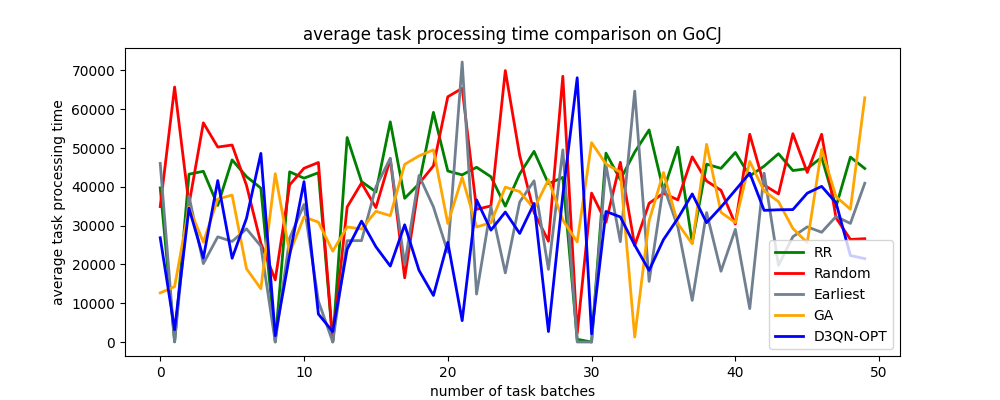 average task processing time comparison on GoCJ
average task processing time
70000
60000
50000
40000
30000
20000
10000
0
0 10 20 30 40 50
number of task batches
RR
Random
Earliest
GA
D3QN-OPT